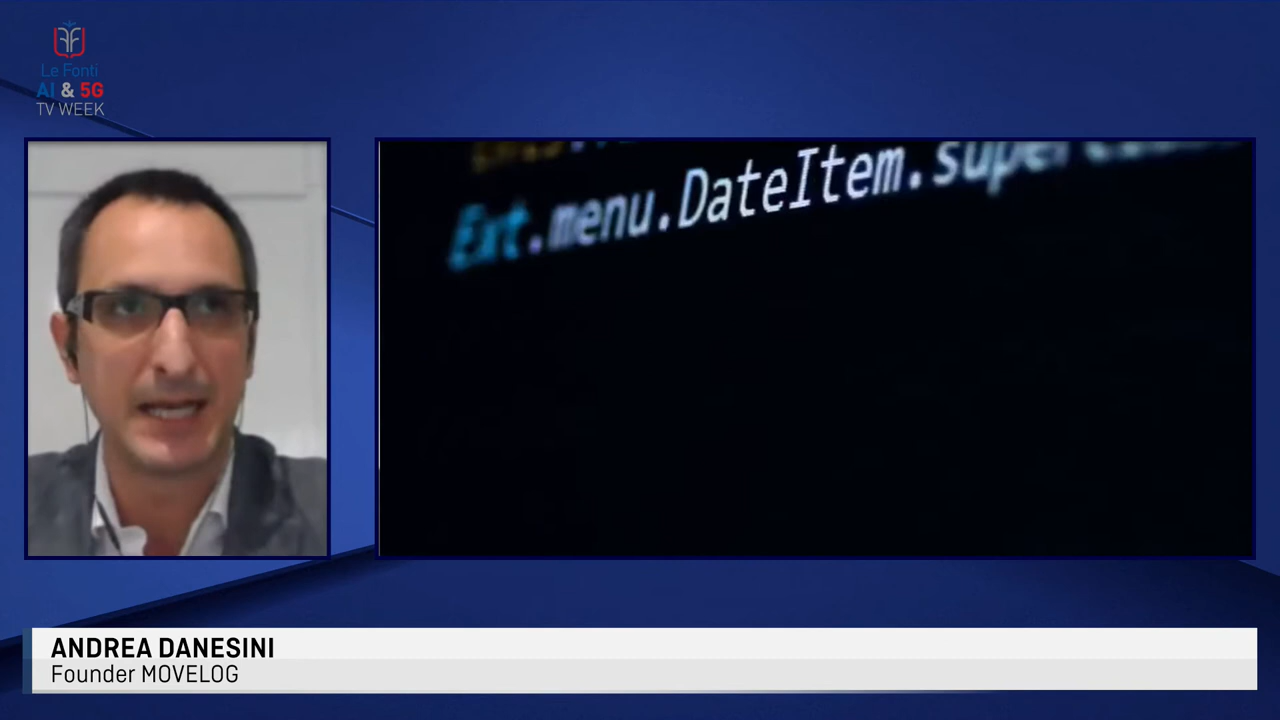 Le Fonti
AI & 5G
TV WEEK
Ext.menu.DateItem.super
ANDREA DANESINI
Founder MOVELOG